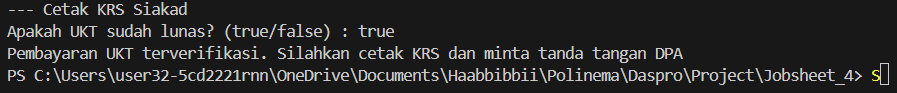 --- Cetak KRS Siakad
Apakah UKT sudah lunas? (true/false) : true
Pembayaran UKT terverifikasi. Silahkan cetak KRS dan minta tanda tangan DPA
PS C:\Users\user32-5cd2221rnn\OneDrive\Documents\Haabbibbii\Polinema\Daspro\Project\Jobsheet_4> S